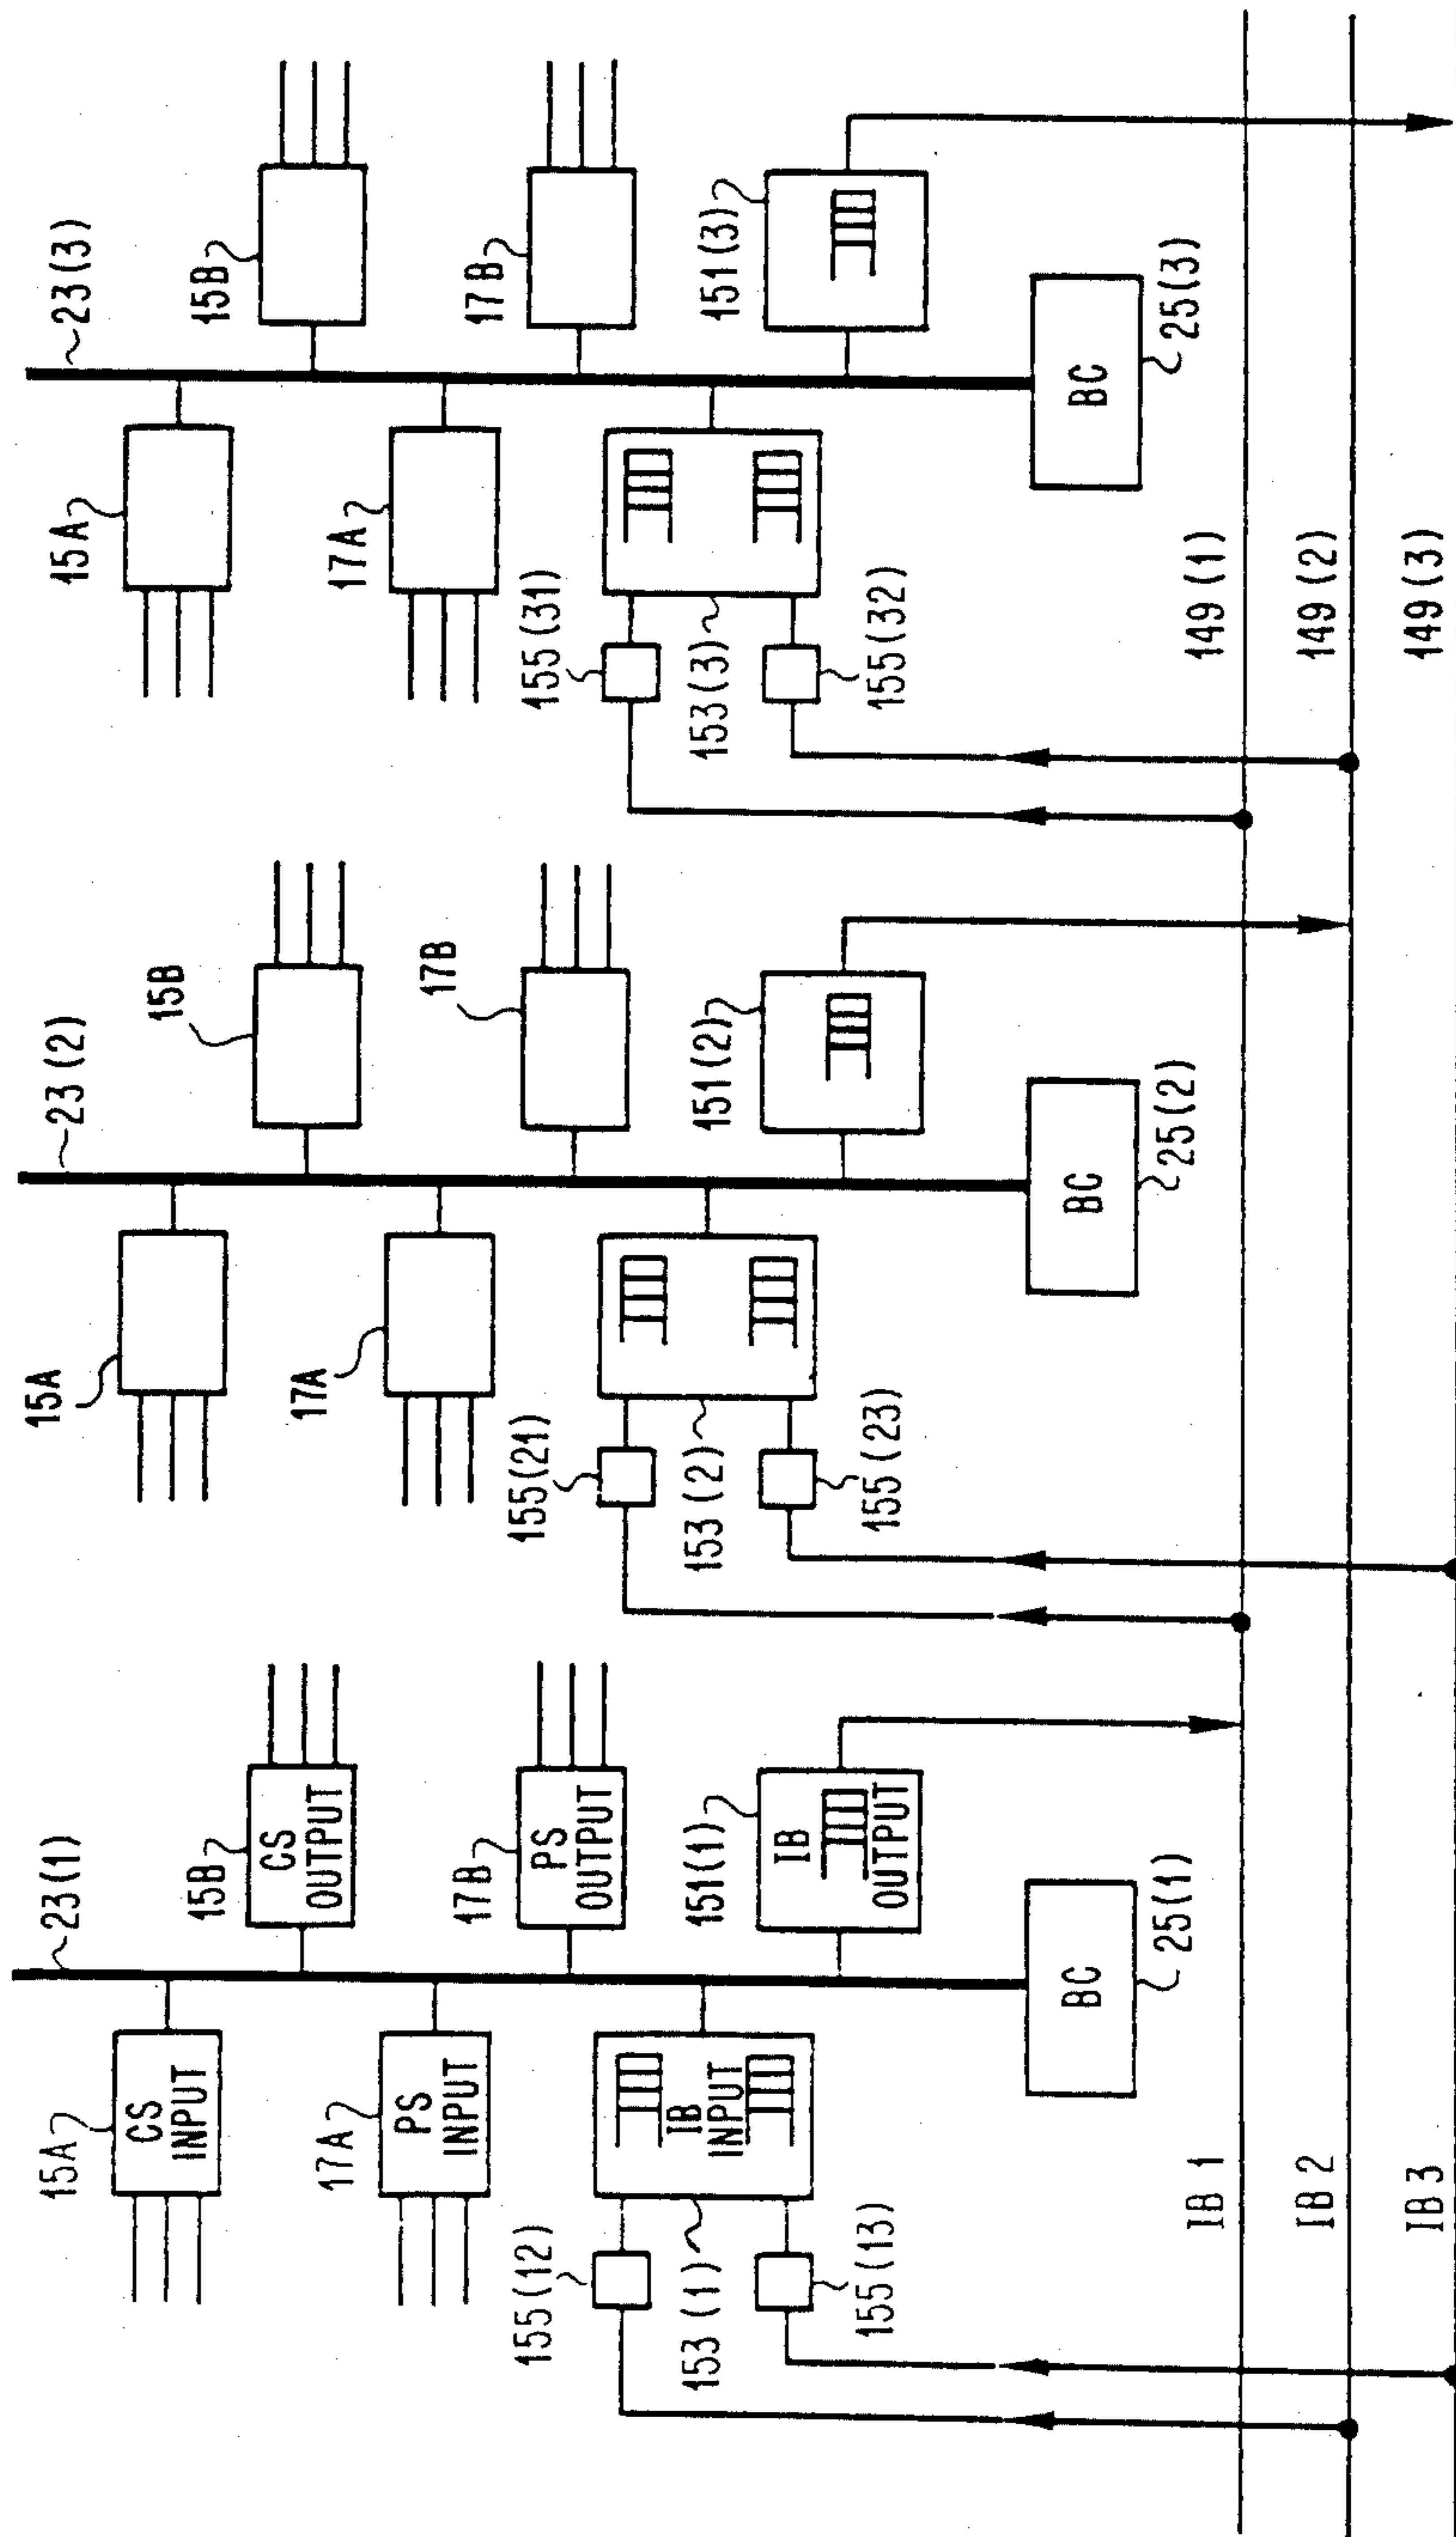 23(1)
23(2)
23(3)
15A
CS
INPUT
15B
CS
OUTPUT
15A
15B
15A
15B
17A
PS
INPUT
17B
PS
OUTPUT
17A
17B
17A
17B
155(12)
153(1)
IB
INPUT
155(13)
151(1)
IB
OUTPUT
155(21)
153(2)
155(23)
151(2)
155(31)
153(3)
155(32)
151(3)
BC
25(1)
BC
25(2)
BC
25(3)
IB 1
149(1)
IB 2
149(2)
IB 3
149(3)